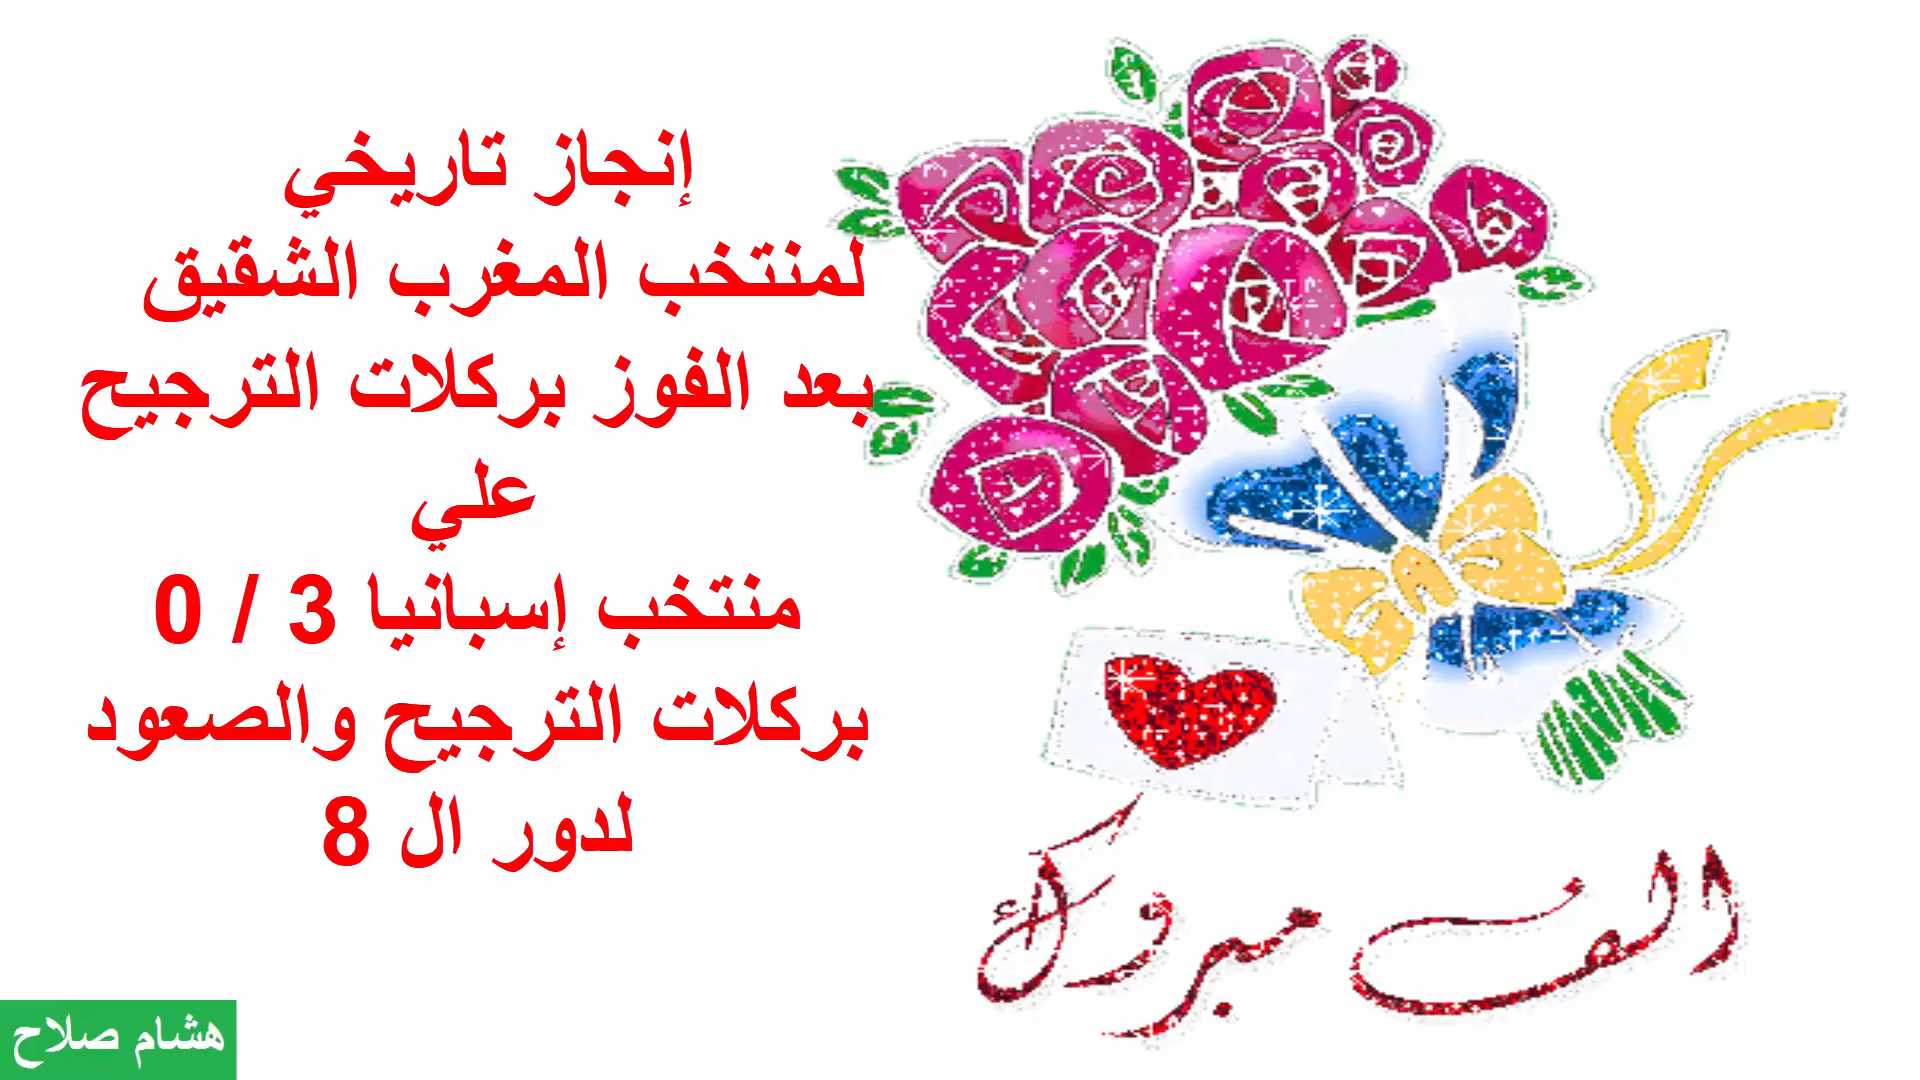 إنجاز تاريخي
لمنتخب المغرب الشقيق
بعد الفوز بركلات الترجيح
علي
منتخب إسبانيا 3 / 0
بركلات الترجيح والصعود
لدور ال 8
الف مبروك
هشام صلاح